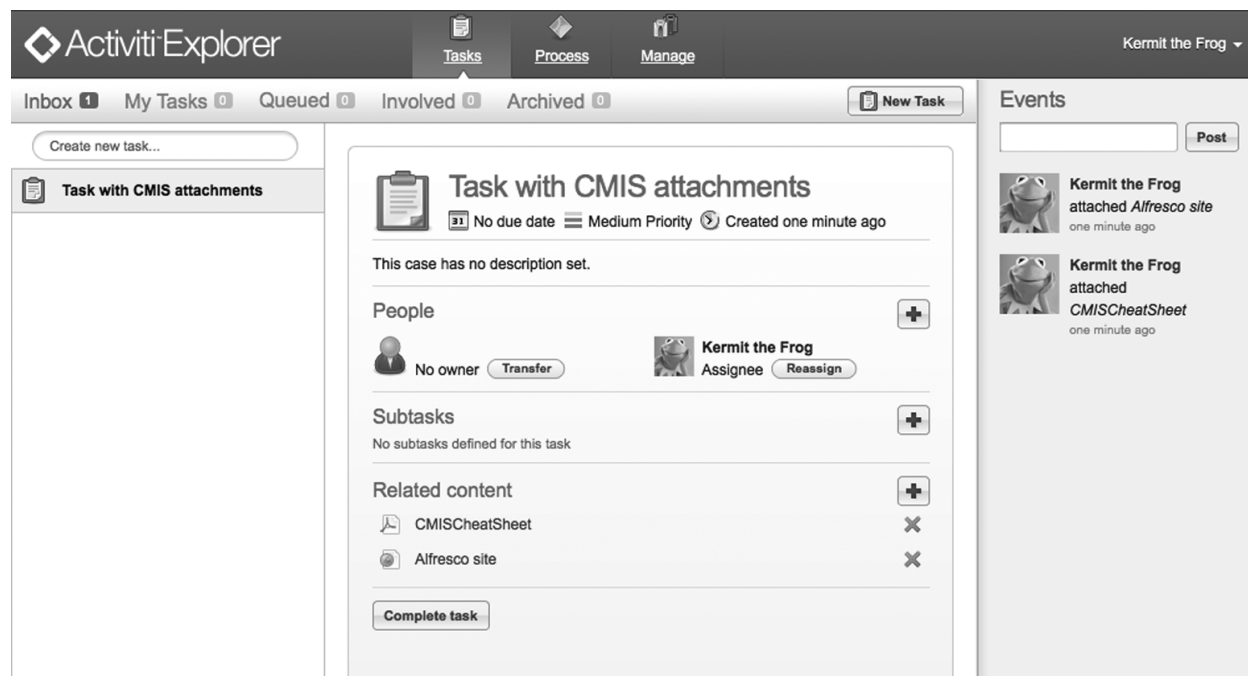 Activiti Explorer
Tasks
Process
Manage
Kermit the Frog
Inbox 1 My Tasks 0 Queued 0 Involved 0 Archived 0
New Task
Create new task...
Task with CMIS attachments
Task with CMIS attachments
31 No due date Medium Priority Created one minute ago
This case has no description set.
People
No owner Transfer
Kermit the Frog
Assignee Reassign
Subtasks
No subtasks defined for this task
Related content
CMISCheatSheet
Alfresco site
Complete task
Events
Post
Kermit the Frog
attached Alfresco site
one minute ago
Kermit the Frog
attached
CMISCheatSheet
one minute ago